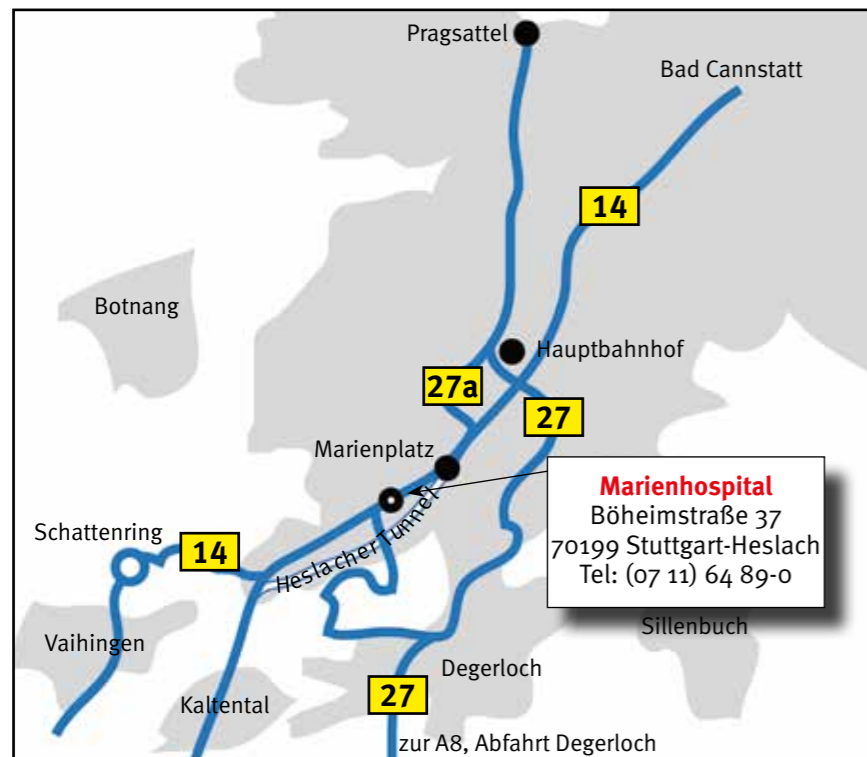 Pragsattel
Bad Cannstatt
14
Botnang
Hauptbahnhof
27a
27
Marienplatz
Marienhospital
Böheimstraße 37
70199 Stuttgart-Heslach
Tel: (07 11) 64 89-0
Schattenring
14
Heslacher Tunnel
Vaihingen
Sillenbuch
Degerloch
Kaltental
27
zur A8, Abfahrt Degerloch